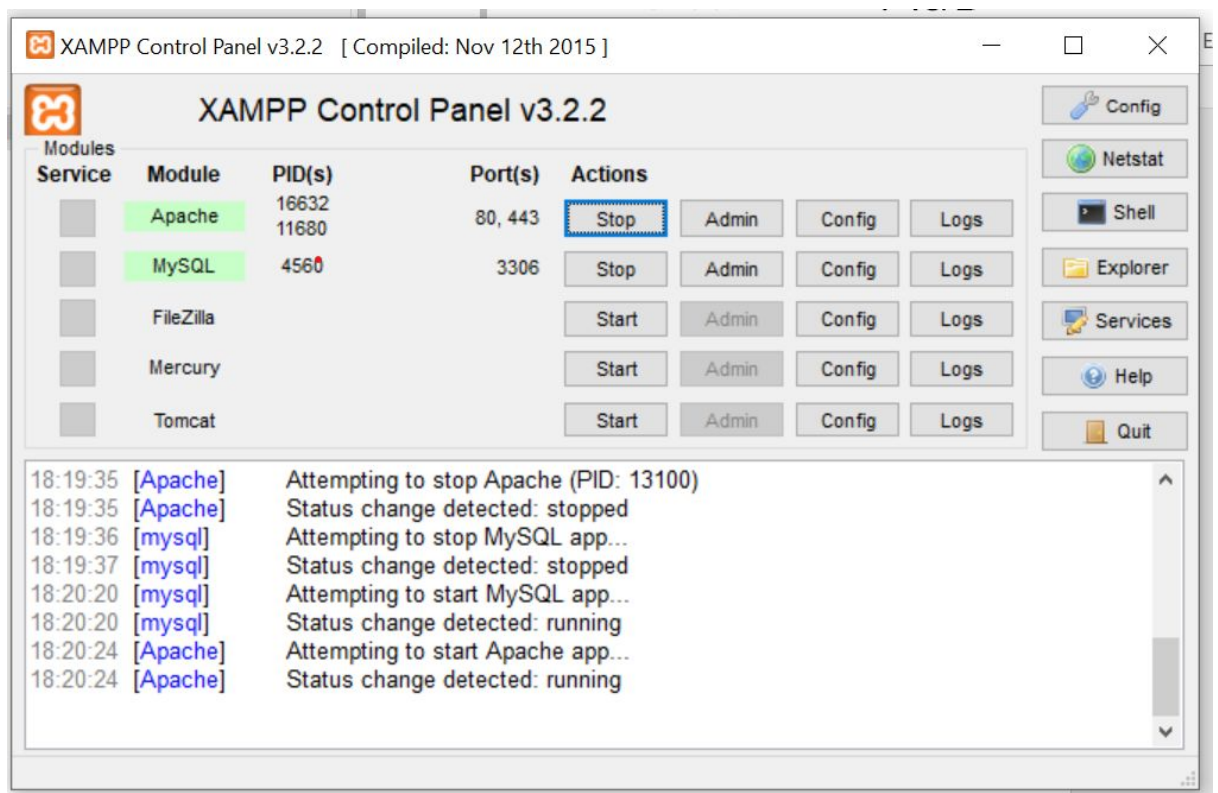 XAMPP Control Panel v3.2.2 [ Compiled: Nov 12th 2015 ]
XAMPP Control Panel v3.2.2
Config
Modules
Service Module PID(s) Port(s) Actions
Netstat
Apache 16632 11680 80, 443 Stop Admin Config Logs
Shell
MySQL 4560 3306 Stop Admin Config Logs
Explorer
FileZilla Start Admin Config Logs
Services
Mercury Start Admin Config Logs
Help
Tomcat Start Admin Config Logs
Quit
18:19:35 [Apache] Attempting to stop Apache (PID: 13100)
18:19:35 [Apache] Status change detected: stopped
18:19:36 [mysql] Attempting to stop MySQL app...
18:19:37 [mysql] Status change detected: stopped
18:20:20 [mysql] Attempting to start MySQL app...
18:20:20 [mysql] Status change detected: running
18:20:24 [Apache] Attempting to start Apache app...
18:20:24 [Apache] Status change detected: running